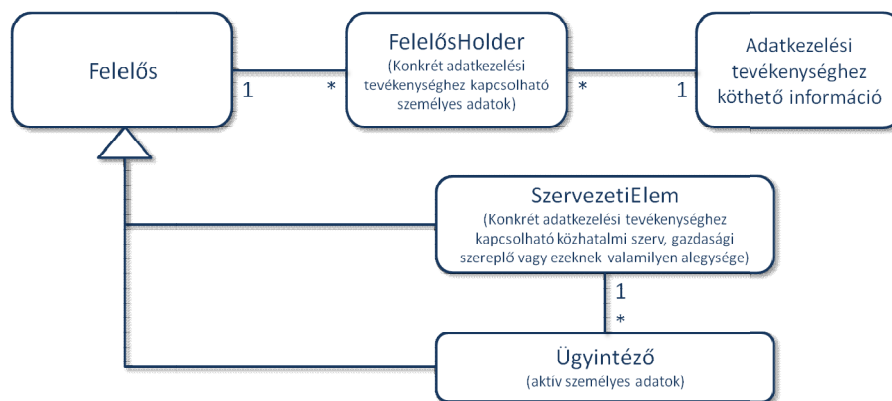 Felelős
1
*
FelelősHolder
(Konkrét adatkezelési
tevékenységhez kapcsolható
személyes adatok)
*
1
Adatkezelési
tevékenységhez
köthető információ
SzervezetiElem
(Konkrét adatkezelési tevékenységhez
kapcsolható közhatalmi szerv, gazdasági
szereplő vagy ezeknek valamilyen alegysége)
1
*
Ügyintéző
(aktív személyes adatok)